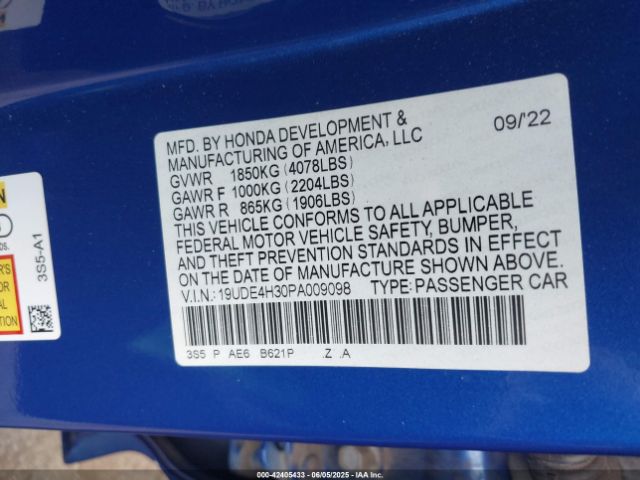 MFD. BY HONDA DEVELOPMENT &
MANUFACTURING OF AMERICA, LLC
09/'22
GVWR 1850KG (4078LBS)
GAWR F 1000KG (2204LBS)
GAWR R 865KG (1906LBS)
THIS VEHICLE CONFORMS TO ALL APPLICABLE
FEDERAL MOTOR VEHICLE SAFETY, BUMPER,
AND THEFT PREVENTION STANDARDS IN EFFECT
ON THE DATE OF MANUFACTURE SHOWN ABOVE.
V.I.N.:19UDE4H30PA009098 TYPE:PASSENGER CAR
3S5 P AE6 B621P .Z .A
3S5-A1
000-42405433 - 06/05/2025 - IAAI.com